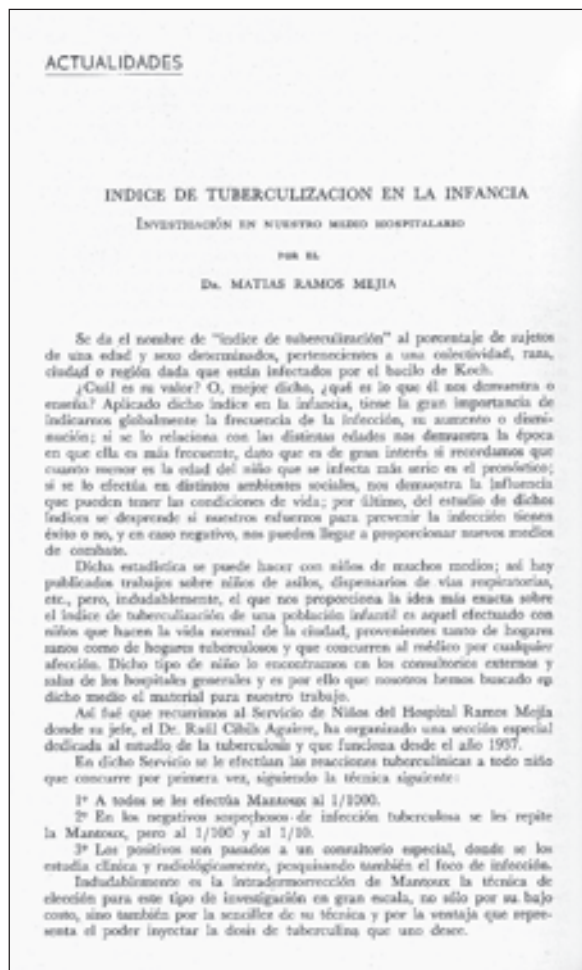 ACTUALIDADES
INDICE DE TUBERCULIZACION EN LA INFANCIA
INVESTIGACIÓN EN NUESTRO MEDIO HOSPITALARIO
POR EL
DR. MATIAS RAMOS MEJIA
Se da el nombre de "índice de tuberculización" al porcentaje de sujetos
de una edad y sexo determinados, pertenecientes a una colectividad, raza,
ciudad o región dada que están infectados por el bacilo de Koch.
¿Cuál es su valor? O, mejor dicho, ¿qué es lo que él nos demuestra o
enseña? Aplicado dicho índice en la infancia, tiene la gran importancia de
indicarnos globalmente la frecuencia de la infección, su aumento o dismi-
nución; si se lo relaciona con las distintas edades nos demuestra la época
en que ella es más frecuente, dato que es de gran interés si recordamos que
cuanto menor es la edad del niño que se infecta más serio es el pronóstico;
si se lo efectúa en distintos ambientes sociales, nos demuestra la influencia
que pueden tener las condiciones de vida; por último, del estudio de dichos
índices se desprende si nuestros esfuerzos para prevenir la infección tienen
éxito o no, y en caso negativo, nos pueden llegar a proporcionar nuevos medios
de combate.
Dicha estadística se puede hacer con niños de muchos medios; así hay
publicados trabajos sobre niños de asilos, dispensarios de vías respiratorias,
etc., pero, indudablemente, el que nos proporciona la idea más exacta sobre
el índice de tuberculización de una población infantil es aquel efectuado con
niños que hacen la vida normal de la ciudad, provenientes tanto de hogares
sanos como de hogares tuberculosos y que concurren al médico por cualquier
afección. Dicho tipo de niño lo encontramos en los consultorios externos y
salas de los hospitales generales y es por ello que nosotros hemos buscado en
dicho medio el material para nuestro trabajo.
Así fué que recurrimos al Servicio de Niños del Hospital Ramos Mejía
donde su jefe, el Dr. Raúl Cibils Aguirre, ha organizado una sección especial
dedicada al estudio de la tuberculosis y que funciona desde el año 1937.
En dicho Servicio se le efectúan las reacciones tuberculínicas a todo niño
que concurre por primera vez, siguiendo la técnica siguiente:
1º A todos se les efectúa Mantoux al 1/1000.
2º En los negativos sospechosos de infección tuberculosa se les repite
la Mantoux, pero al 1/100 y al 1/10.
3º Los positivos son pasados a un consultorio especial, donde se los
estudia clínica y radiológicamente, pesquisando también el foco de infección.
Indudablemente es la intradermorrección de Mantoux la técnica de
elección para este tipo de investigación en gran escala, no sólo por su bajo
costo, sino también por la sencillez de su técnica y por la ventaja que repre-
senta el poder inyectar la dosis de tuberculina que uno desee.